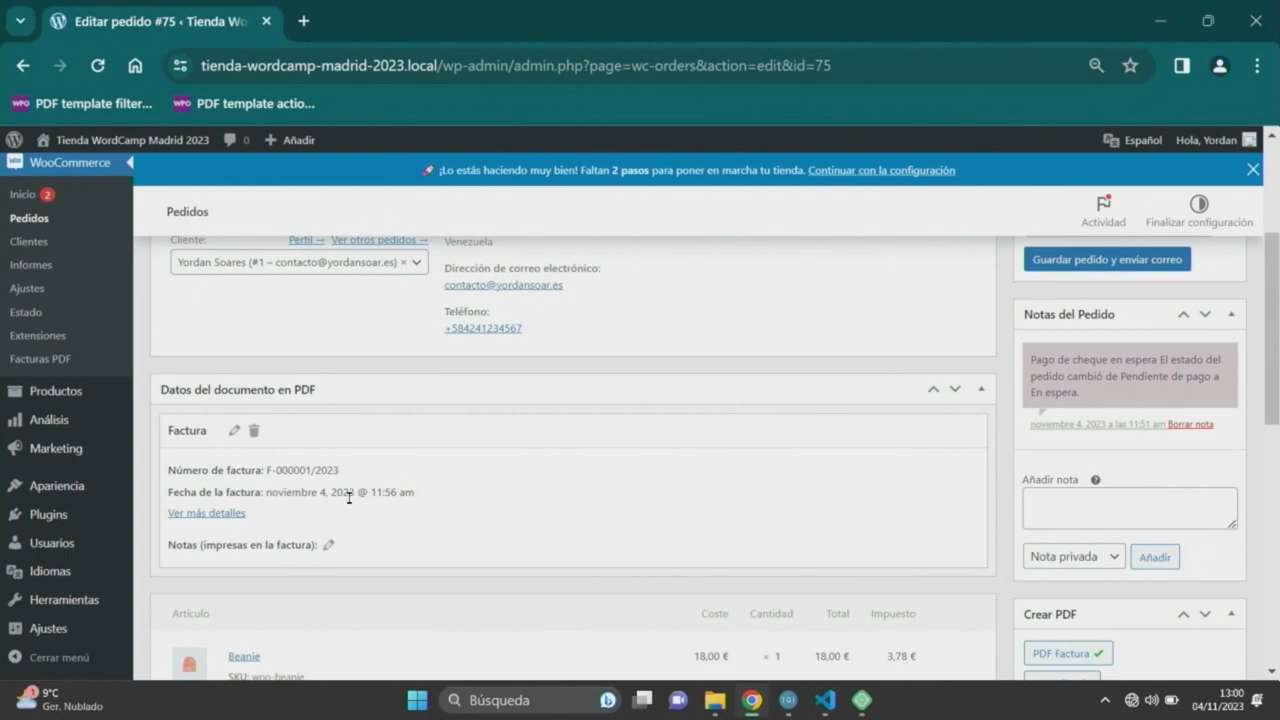 Editar pedido #75 ‹ Tienda Wo
tienda-wordcamp-madrid-2023.local/wp-admin/admin.php?page=wc-orders&action=edit&id=75
WPO PDF template filter... WPO PDF template actio...
Tienda WordCamp Madrid 2023 0 Añadir Español Hola, Yordan
WooCommerce
¡Lo estás haciendo muy bien! Faltan 2 pasos para poner en marcha tu tienda. Continuar con la configuración
Inicio 2
Pedidos
Clientes
Informes
Ajustes
Estado
Extensiones
Facturas PDF
Productos
Análisis
Marketing
Apariencia
Plugins
Usuarios
Idiomas
Herramientas
Ajustes
Cerrar menú
Pedidos
Actividad
Finalizar configuración
Cliente: Perfil → Ver otros pedidos →
Yordan Soares (#1 – contacto@yordansoar.es) ×
Venezuela
Dirección de correo electrónico:
contacto@yordansoar.es
Teléfono:
+584241234567
Datos del documento en PDF
Factura
Número de factura: F-000001/2023
Fecha de la factura: noviembre 4, 2023 @ 11:56 am
Ver más detalles
Notas (impresas en la factura):
Artículo Coste Cantidad Total Impuesto
Beanie 18,00 € × 1 18,00 € 3,78 €
SKU: woo-beanie
Guardar pedido y enviar correo
Notas del Pedido
Pago de cheque en espera El estado del
pedido cambió de Pendiente de pago a
En espera.
noviembre 4, 2023 a las 11:51 am Borrar nota
Añadir nota
Nota privada Añadir
Crear PDF
PDF Factura
1 9°C
Ger. Nublado
Búsqueda
13:00
04/11/2023